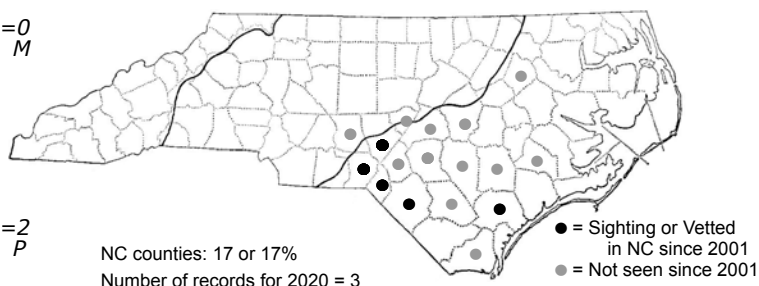 =0
M
=2
P
NC counties: 17 or 17%
Number of records for 2020 = 3
● = Sighting or Vetted
in NC since 2001
● = Not seen since 2001